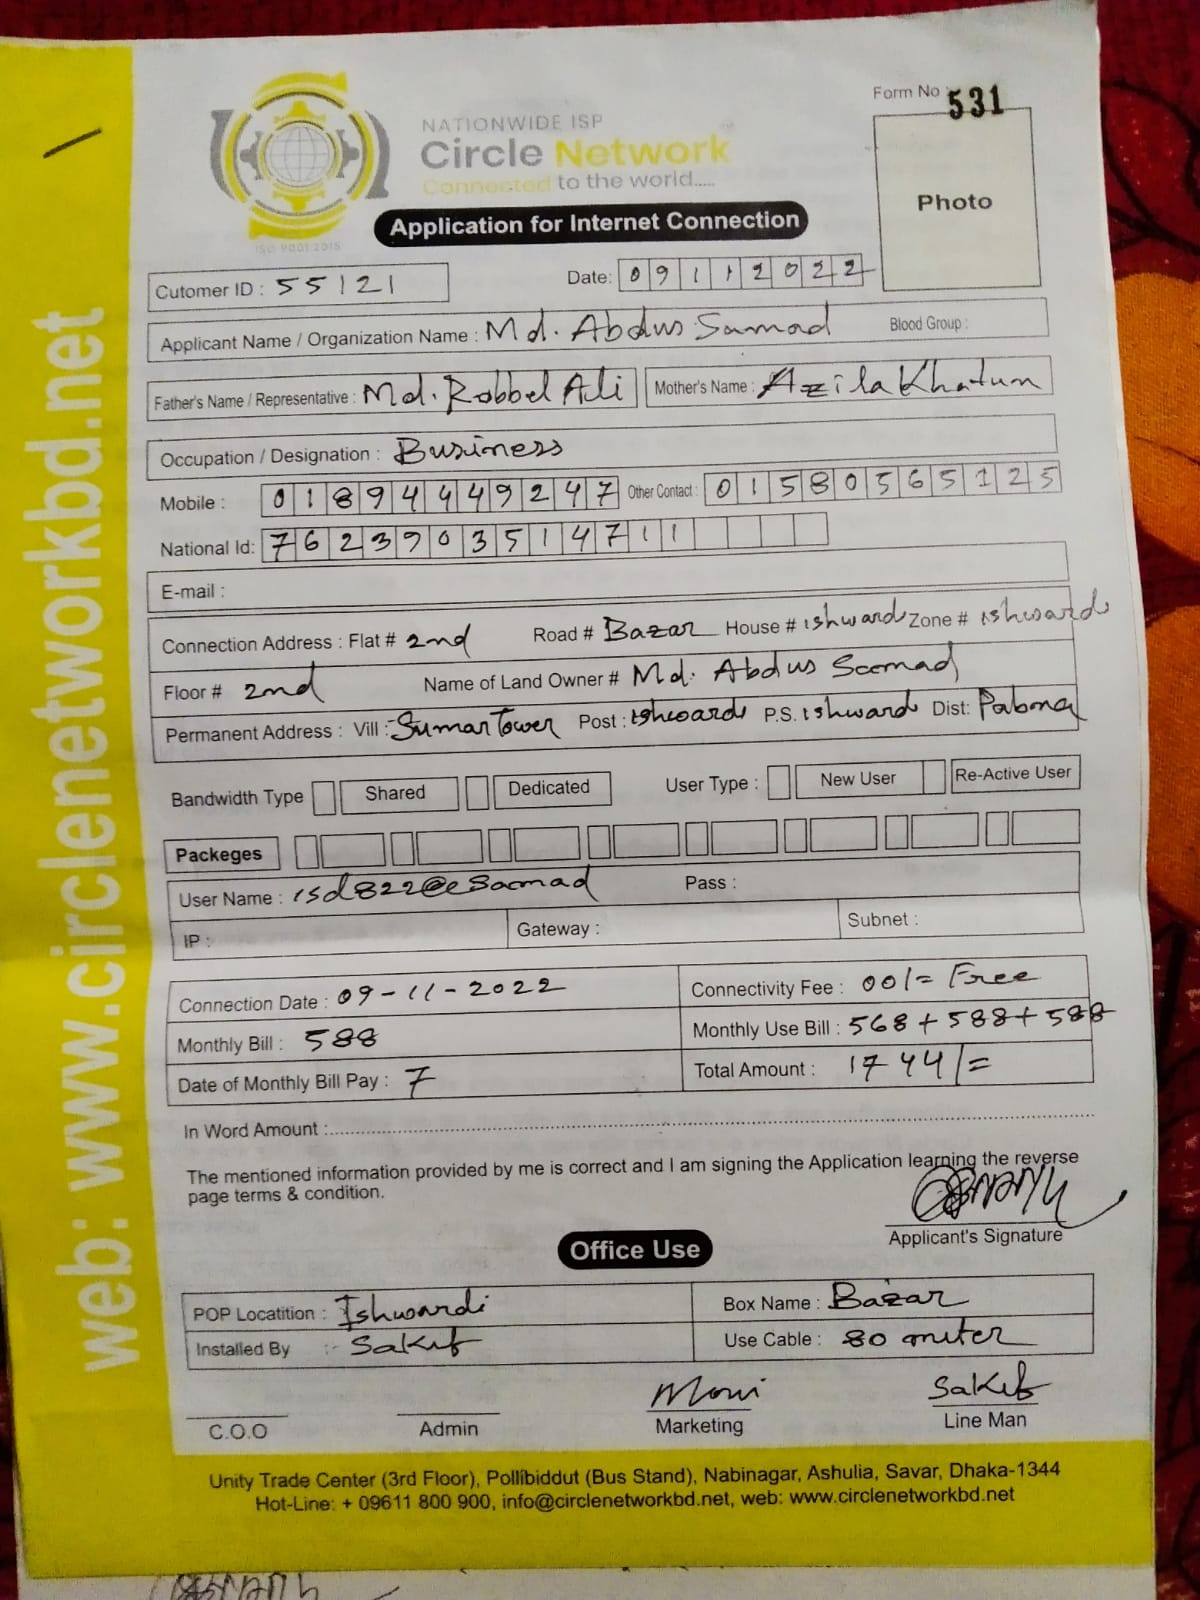 Form No 531
NATIONWIDE ISP
Circle Network
Connected to the world.....
ISO 9001:2015
Photo
Application for Internet Connection
Cutomer ID : 55121
Date: 09112022
Applicant Name / Organization Name : Md. Abdus Samad Blood Group :
Father's Name / Representative : Md. Robbel Ali Mother's Name : Azila Khatun
Occupation / Designation : Business
Mobile : 01894449247 Other Contact : 01580565125
National Id: 7623903514711
E-mail :
Connection Address : Flat # 2nd Road # Bazar House # ishwardi Zone # ishwardi
Floor # 2nd Name of Land Owner # Md. Abdus Samad
Permanent Address : Vill :- Sumar Tower Post : ishwardi P.S. ishwardi Dist: Pabna
Bandwidth Type Shared Dedicated User Type : New User Re-Active User
Packeges
User Name : isd822@esamad Pass :
IP : Gateway : Subnet :
Connection Date : 09-11-2022 Connectivity Fee : 00/= Free
Monthly Bill : 588 Monthly Use Bill : 568 + 588 + 588
Date of Monthly Bill Pay : 7 Total Amount : 1744/=
In Word Amount :
The mentioned information provided by me is correct and I am signing the Application learning the reverse
page terms & condition.
Applicant's Signature
Office Use
POP Locatition : Ishwardi Box Name : Bazar
Installed By :- Sakib Use Cable : 80 miter
Moni Sakib
C.O.O Admin Marketing Line Man
Unity Trade Center (3rd Floor), Pollibiddut (Bus Stand), Nabinagar, Ashulia, Savar, Dhaka-1344
Hot-Line: + 09611 800 900, info@circlenetworkbd.net, web: www.circlenetworkbd.net
web: www.circlenetworkbd.net